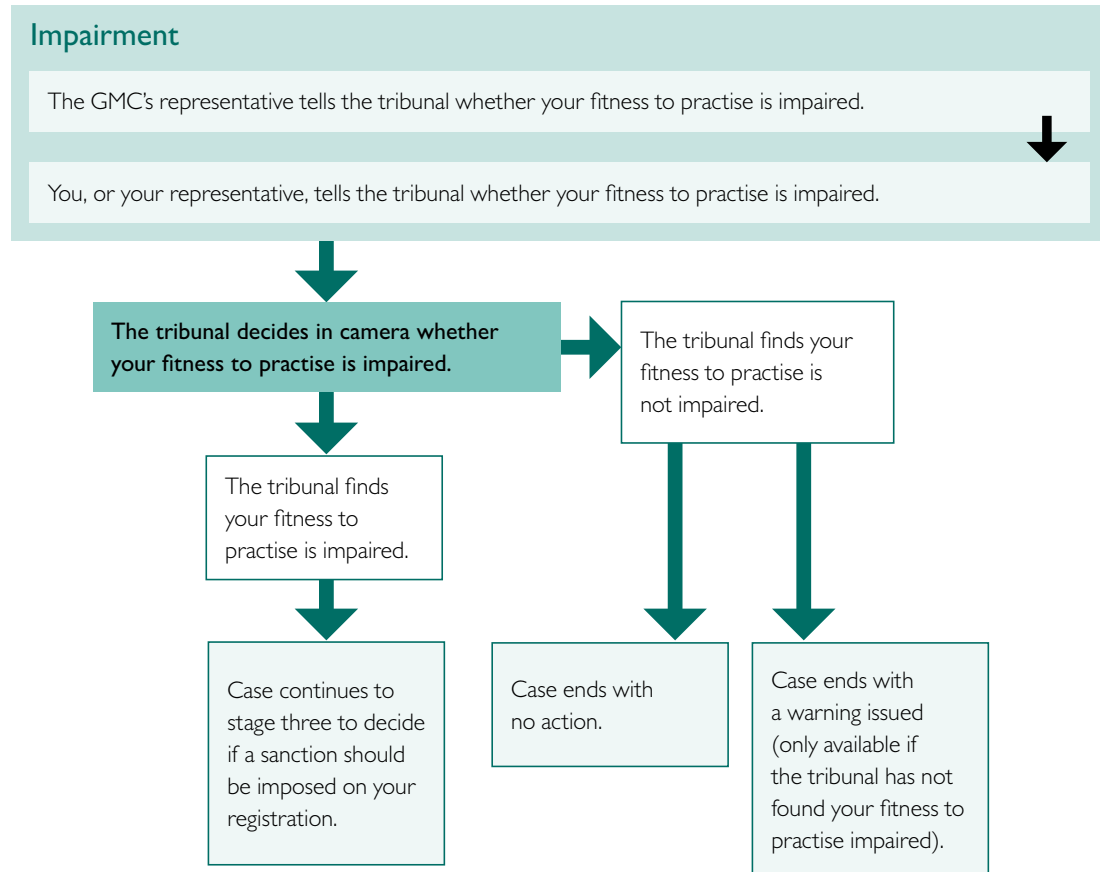 Impairment
The GMC's representative tells the tribunal whether your fitness to practise is impaired.
You, or your representative, tells the tribunal whether your fitness to practise is impaired.
The tribunal decides in camera whether
your fitness to practise is impaired.
The tribunal finds your
fitness to practise is
not impaired.
The tribunal finds
your fitness to
practise is impaired.
Case continues to
stage three to decide
if a sanction should
be imposed on your
registration.
Case ends with
no action.
Case ends with
a warning issued
(only available if
the tribunal has not
found your fitness to
practise impaired).